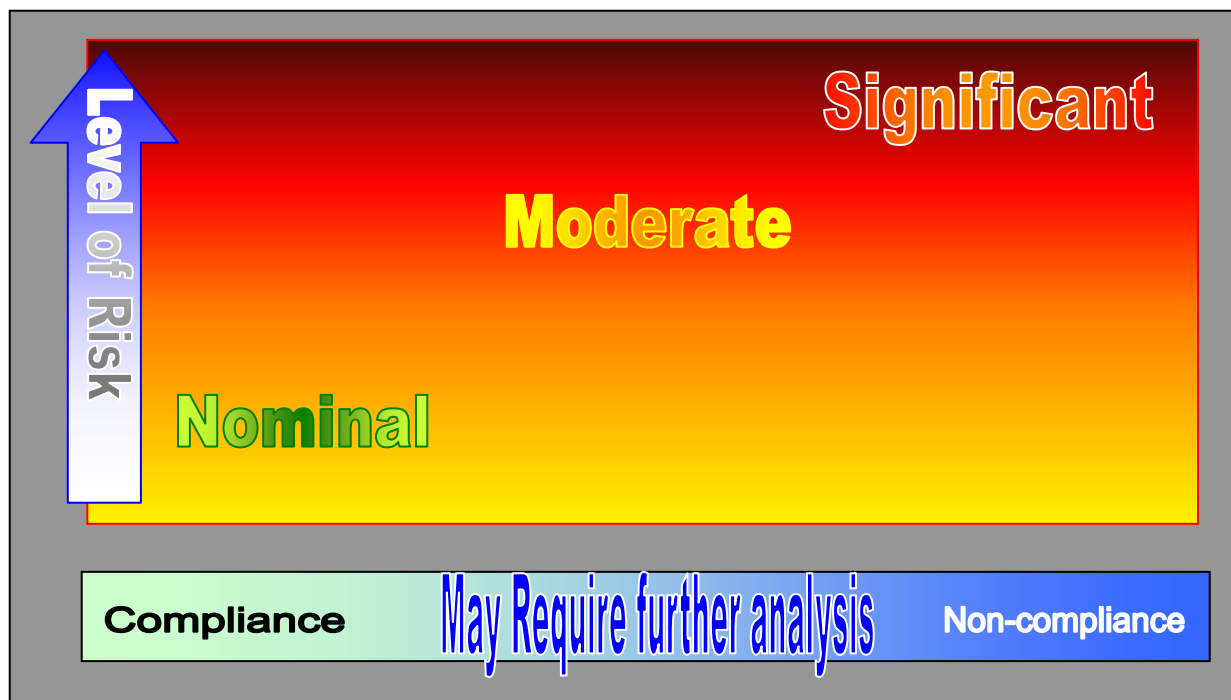 Significant
Level of Risk
Moderate
Nominal
Compliance
May Require further analysis
Non-compliance